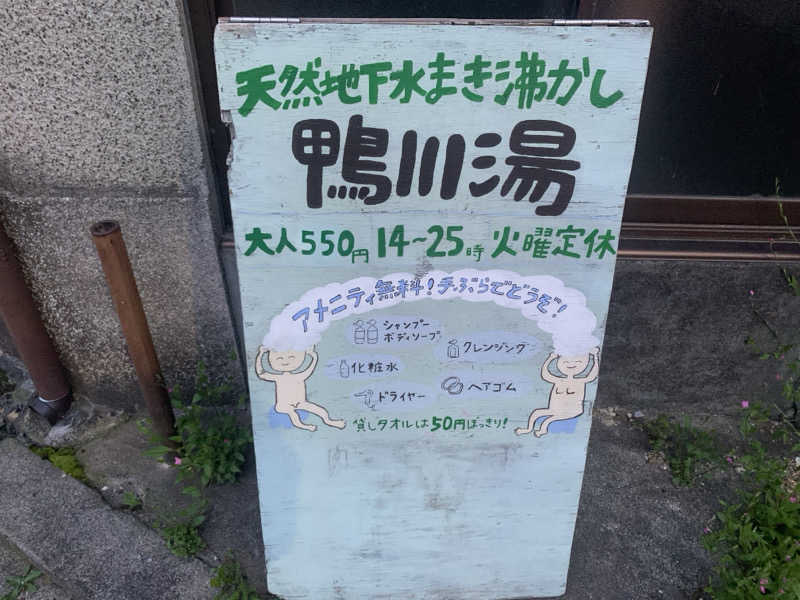 天然地下水まき沸かし
鴨川湯
大人550円 14～25時 火曜定休
アメニティ無料！手ぶらでどうぞ！
シャンプー
ボディソープ
クレンジング
化粧水
ヘアゴム
ドライヤー
貸しタオルは50円ぽっきり！